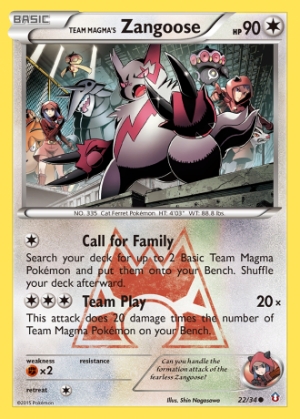 BASIC
TEAM MAGMA'S Zangoose HP 90
NO. 335 Cat Ferret Pokémon HT: 4'03" WT: 88.8 lbs.
Call for Family
Search your deck for up to 2 Basic Team Magma
Pokémon and put them onto your Bench. Shuffle
your deck afterward.
Team Play 20×
This attack does 20 damage times the number of
Team Magma Pokémon on your Bench.
weakness resistance
×2
Can you handle the
formation attack of the
fearless Zangoose?
retreat
©2015 Pokémon
Illus. Shin Nagasawa
22/34